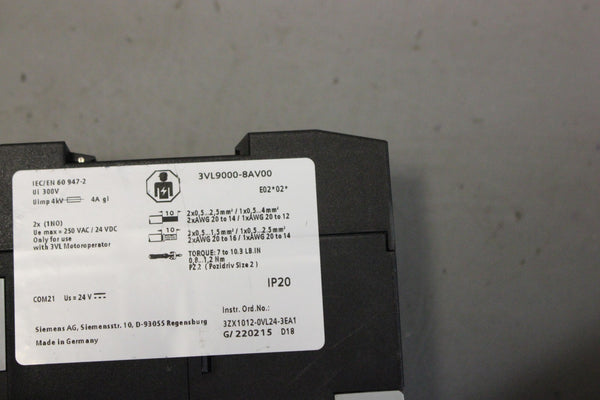 IEC/EN 60 947-2
Ui 300V
Uimp 4kV 4A gl
3VL9000-8AV00
E02*02*
2x (1NO)
Ue max = 250 VAC / 24 VDC
Only for use
with 3VL Motoroperator
10
2x0,5...2,5mm² / 1x0,5...4mm²
2xAWG 20 to 14 / 1xAWG 20 to 12
10
2x0,5...1,5mm² / 1x0,5...2.5mm²
2xAWG 20 to 16 / 1xAWG 20 to 14
TORQUE: 7 to 10.3 LB.IN
0,8...1,2 Nm
PZ2 ( Pozidriv Size 2 )
IP20
COM21 Us = 24 V
Instr. Ord.No.:
Siemens AG, Siemensstr. 10, D-93055 Regensburg
3ZX1012-0VL24-3EA1
Made in Germany
G/ 220215 D18